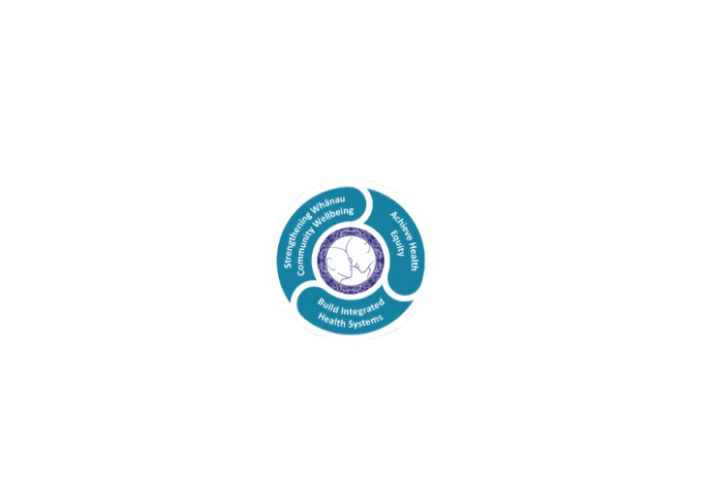 Strengthening Whānau
Community Wellbeing
Achieve Health
Equity
Build Integrated
Health Systems